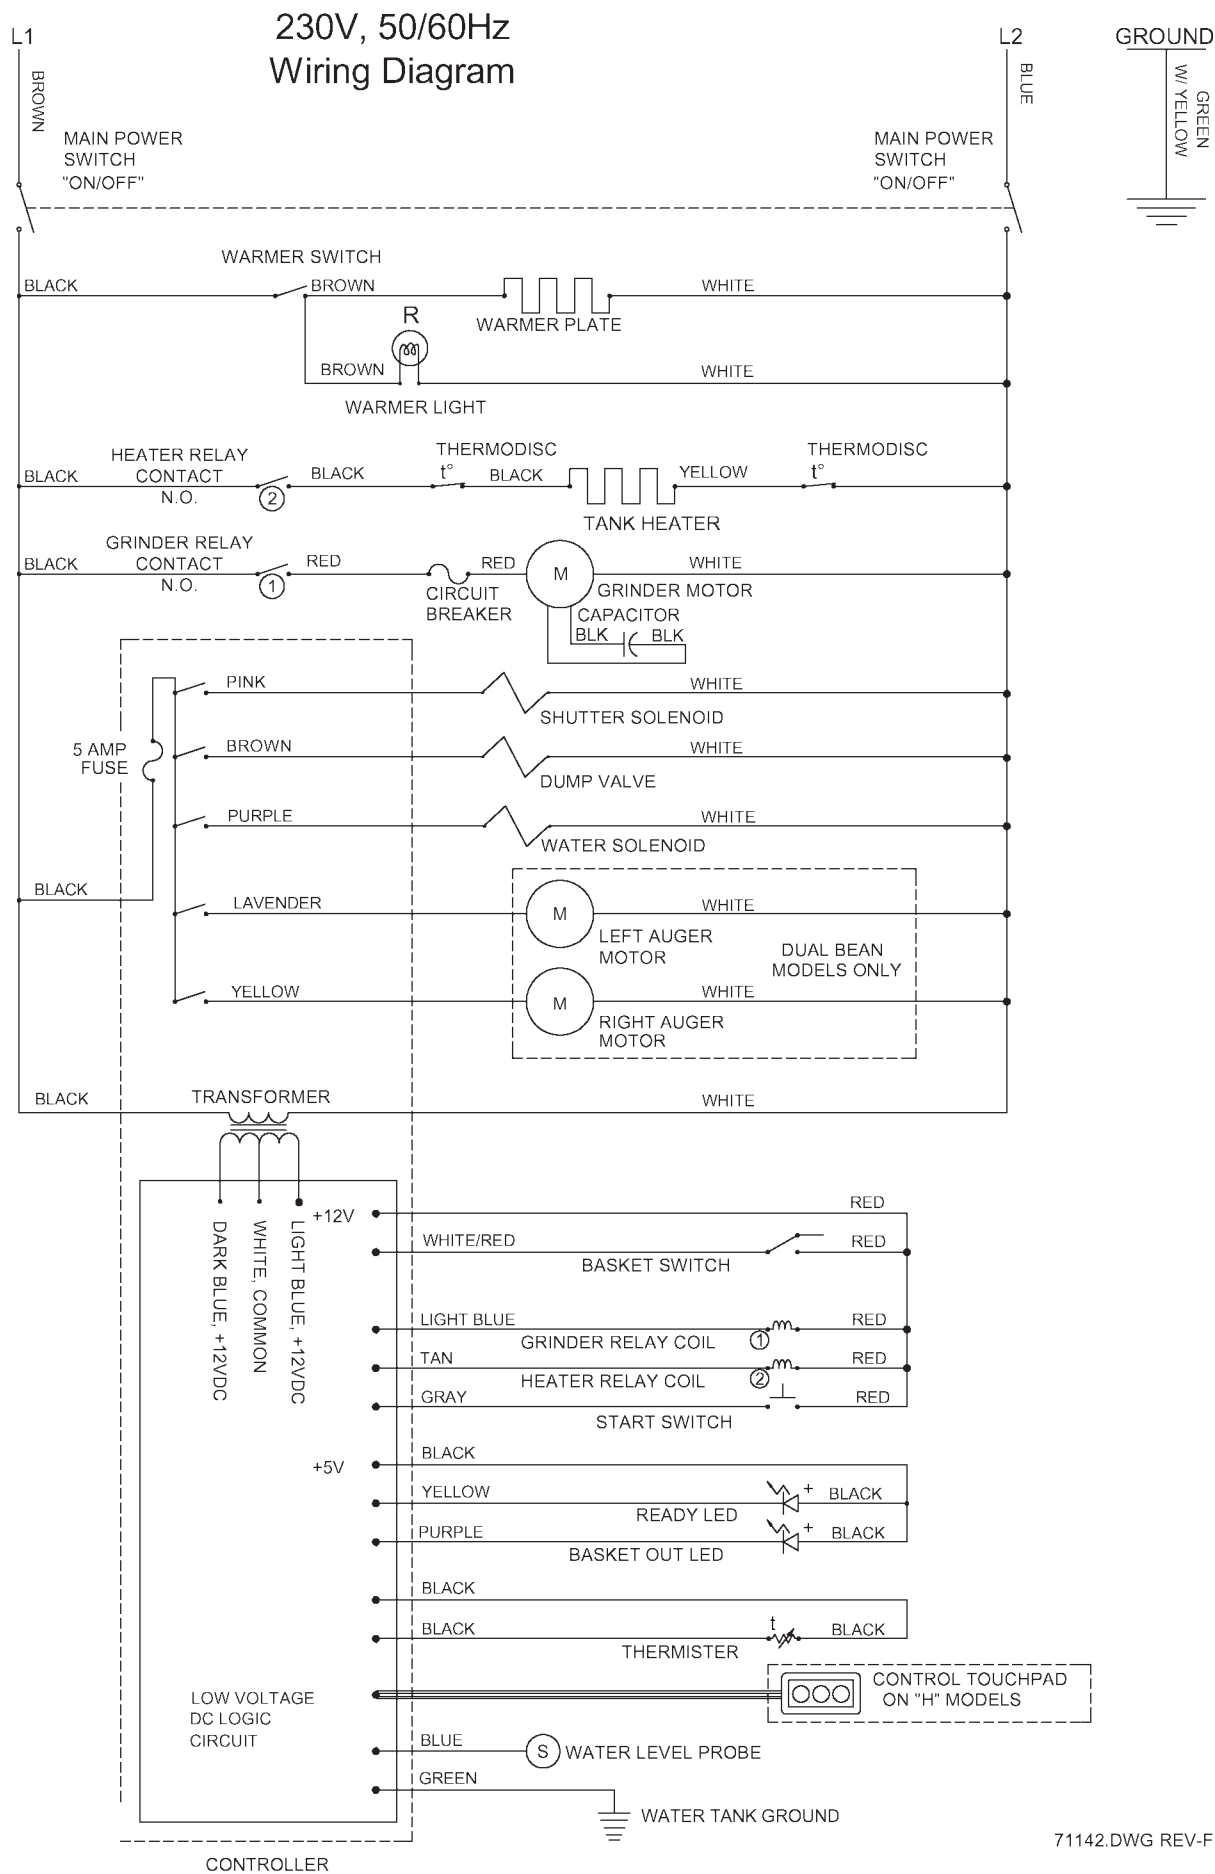 230V, 50/60Hz
Wiring Diagram
L1
L2
GROUND
BROWN
BLUE
GREEN
W/ YELLOW
MAIN POWER
SWITCH
"ON/OFF"
MAIN POWER
SWITCH
"ON/OFF"
WARMER SWITCH
BLACK
BROWN
WHITE
WARMER PLATE
R
BROWN
WHITE
WARMER LIGHT
HEATER RELAY
CONTACT
N.O.
BLACK
2
BLACK
THERMODISC
t°
BLACK
YELLOW
THERMODISC
t°
TANK HEATER
GRINDER RELAY
CONTACT
N.O.
BLACK
1
RED
CIRCUIT
BREAKER
RED
M
WHITE
GRINDER MOTOR
CAPACITOR
BLK
BLK
PINK
WHITE
SHUTTER SOLENOID
5 AMP
FUSE
BROWN
WHITE
DUMP VALVE
PURPLE
WHITE
WATER SOLENOID
BLACK
LAVENDER
M
WHITE
LEFT AUGER
MOTOR
DUAL BEAN
MODELS ONLY
YELLOW
M
WHITE
RIGHT AUGER
MOTOR
BLACK
TRANSFORMER
WHITE
DARK BLUE, +12VDC
WHITE, COMMON
LIGHT BLUE, +12VDC
+12V
RED
WHITE/RED
RED
BASKET SWITCH
LIGHT BLUE
RED
GRINDER RELAY COIL
1
TAN
RED
HEATER RELAY COIL
2
GRAY
RED
START SWITCH
+5V
BLACK
YELLOW
+
BLACK
READY LED
PURPLE
+
BLACK
BASKET OUT LED
BLACK
BLACK
t
BLACK
THERMISTER
CONTROL TOUCHPAD
ON "H" MODELS
LOW VOLTAGE
DC LOGIC
CIRCUIT
BLUE
S
WATER LEVEL PROBE
GREEN
WATER TANK GROUND
71142.DWG REV-F
CONTROLLER